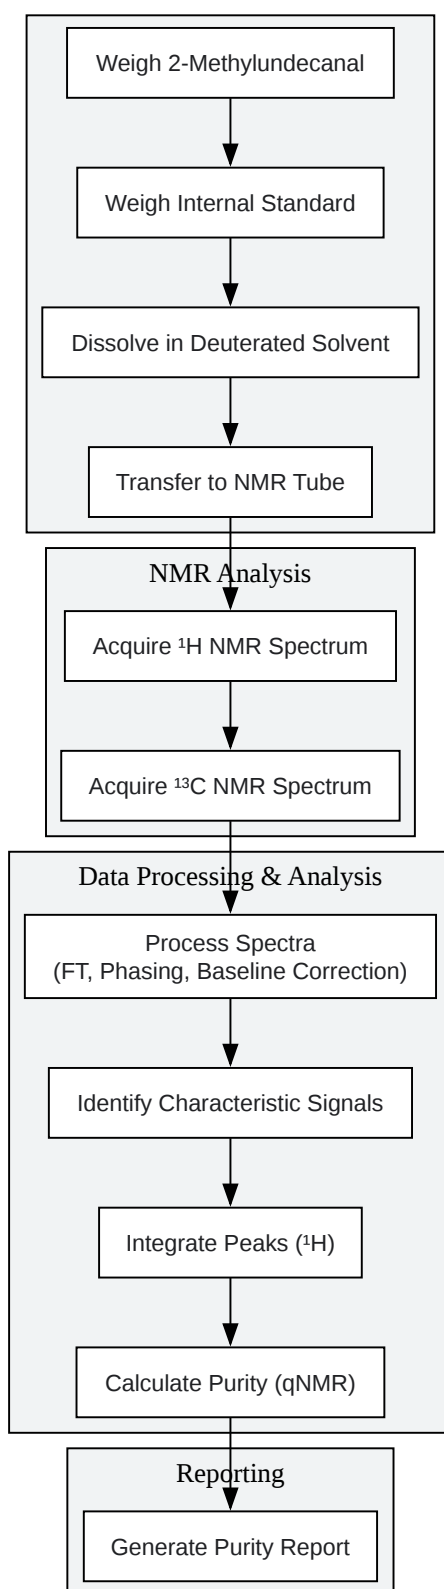 Weigh 2-Methylundecanal
Weigh Internal Standard
Dissolve in Deuterated Solvent
Transfer to NMR Tube
NMR Analysis
Acquire ¹H NMR Spectrum
Acquire ¹³C NMR Spectrum
Data Processing & Analysis
Process Spectra
(FT, Phasing, Baseline Correction)
Identify Characteristic Signals
Integrate Peaks (¹H)
Calculate Purity (qNMR)
Reporting
Generate Purity Report